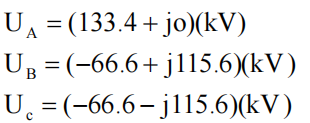 U_A = (133.4 + jo)(kV)
U_B = (−66.6 + j115.6)(kV)
U_c = (−66.6 − j115.6)(kV)